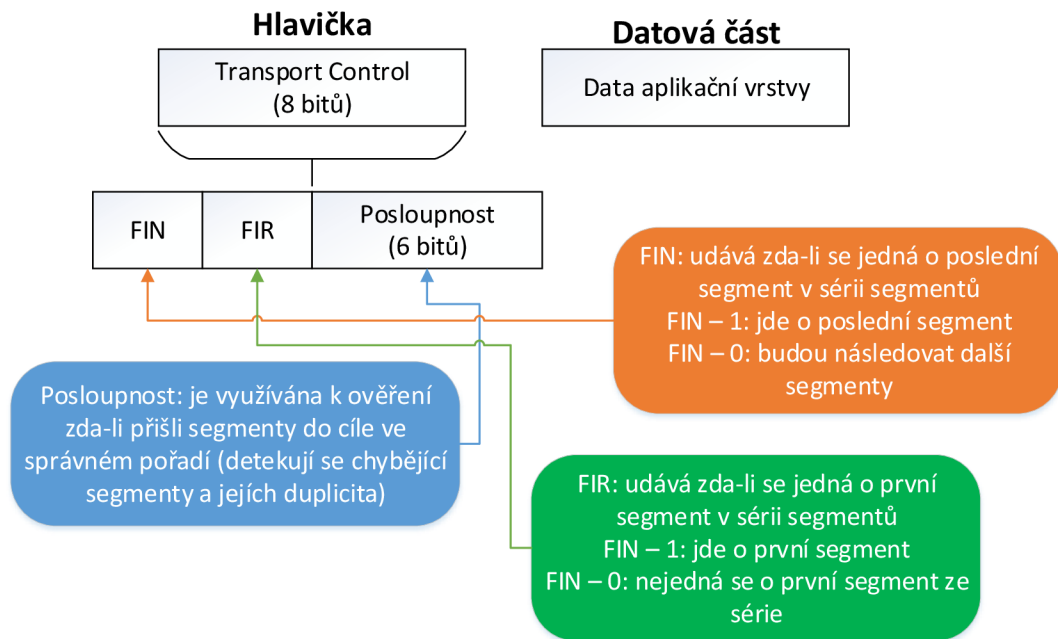 Hlavička
Datová část
Transport Control
(8 bitů)
Data aplikační vrstvy
FIN
FIR
Posloupnost
(6 bitů)
FIN: udává zda-li se jedná o poslední
segment v sérii segmentů
FIN – 1: jde o poslední segment
FIN – 0: budou následovat další
segmenty
Posloupnost: je využívána k ověření
zda-li přišli segmenty do cíle ve
správném pořadí (detekují se chybějící
segmenty a jejích duplicita)
FIR: udává zda-li se jedná o první
segment v sérii segmentů
FIN – 1: jde o první segment
FIN – 0: nejedná se o první segment ze
série